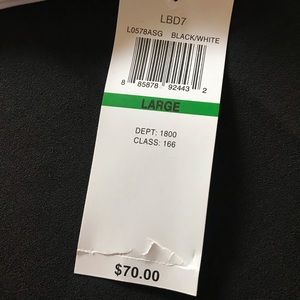 LBD7
L0578ASG BLACK/WHITE
8 85878 92443 2
LARGE
DEPT: 1800
CLASS: 166
$70.00